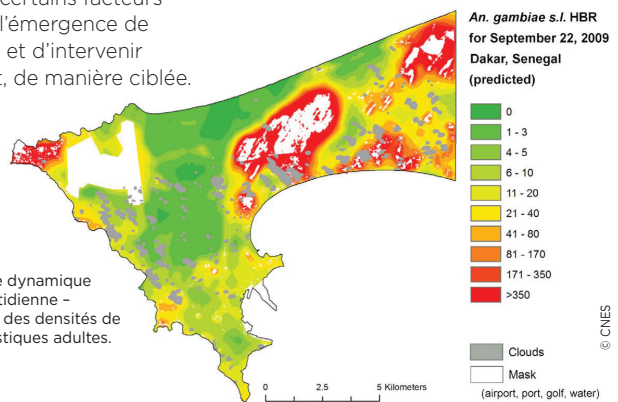 certains facteurs
l'émergence de
et d'intervenir
, de manière ciblée.
An. gambiae s.l. HBR
for September 22, 2009
Dakar, Senegal
(predicted)
0
1 - 3
4 - 5
6 - 10
11 - 20
21 - 40
41 - 80
81 - 170
171 - 350
>350
Clouds
Mask
(airport, port, golf, water)
© CNES
dynamique
–
des densités de
adultes.
0 2.5 5 Kilometers